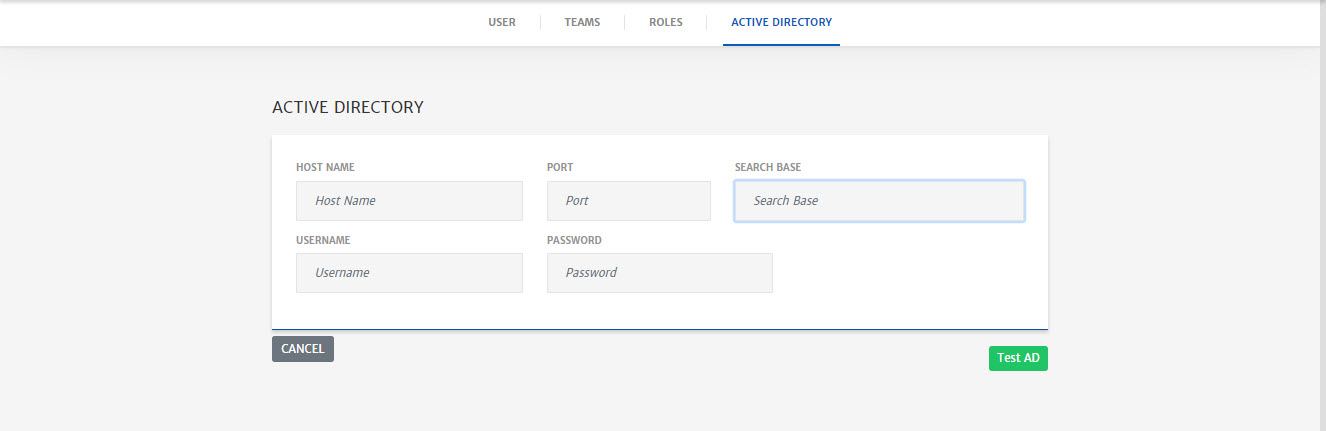 USER TEAMS ROLES ACTIVE DIRECTORY
ACTIVE DIRECTORY
HOST NAME PORT SEARCH BASE
Host Name Port Search Base
USERNAME PASSWORD
Username Password
CANCEL
Test AD